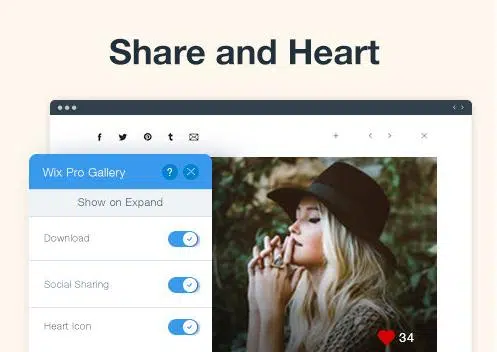 Share and Heart
Wix Pro Gallery
?
Show on Expand
Download
Social Sharing
Heart Icon
34